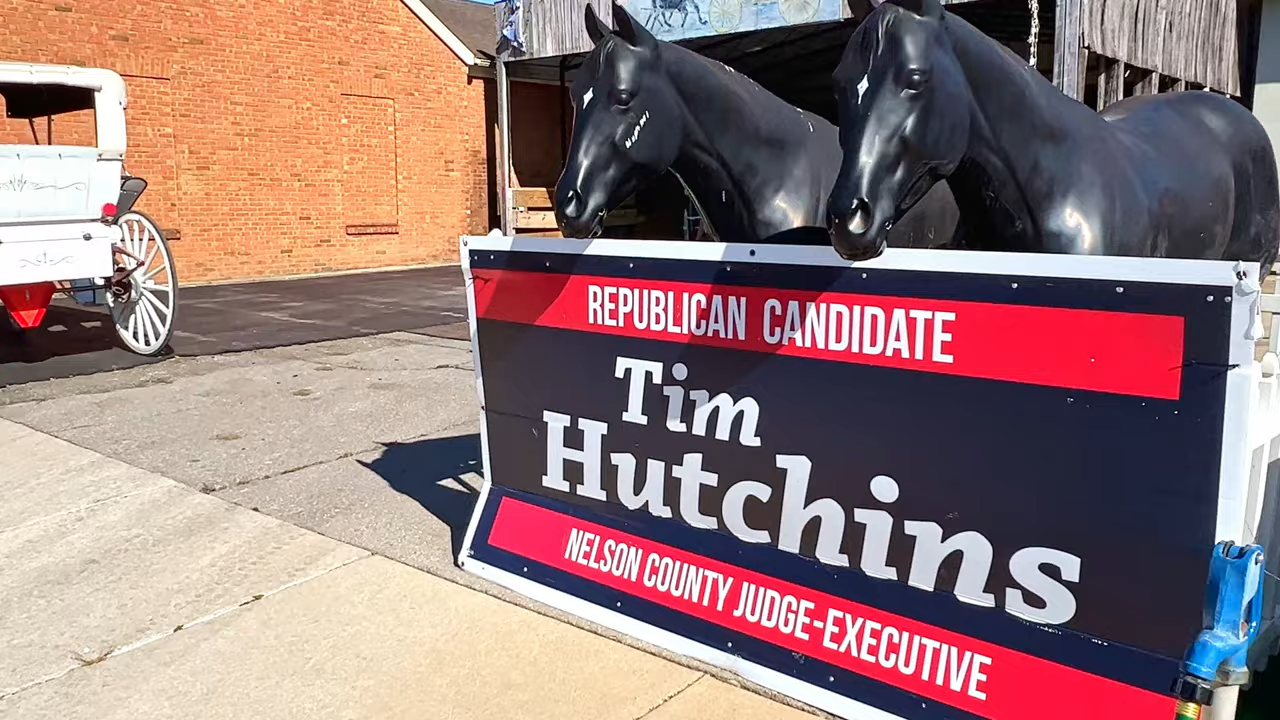 REPUBLICAN CANDIDATE
Tim
Hutchins
NELSON COUNTY JUDGE-EXECUTIVE